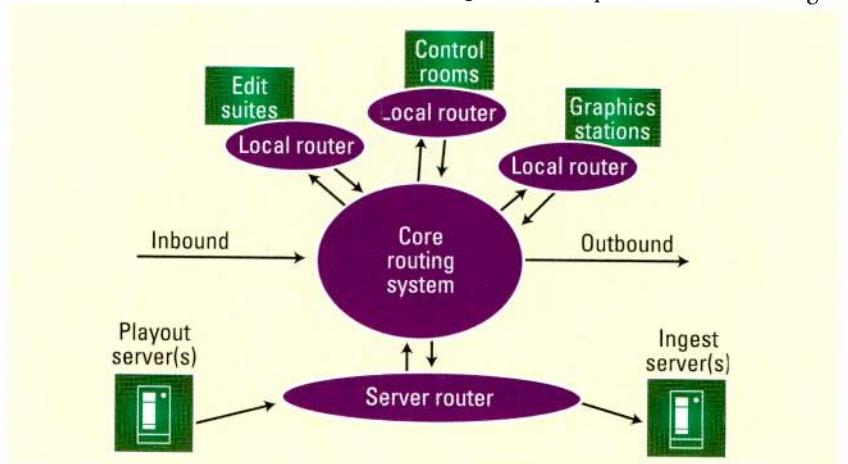 Control
rooms
Local router
Edit
suites
Local router
Graphics
stations
Local router
Inbound
Core
routing
system
Outbound
Playout
server(s)
Ingest
server(s)
Server router